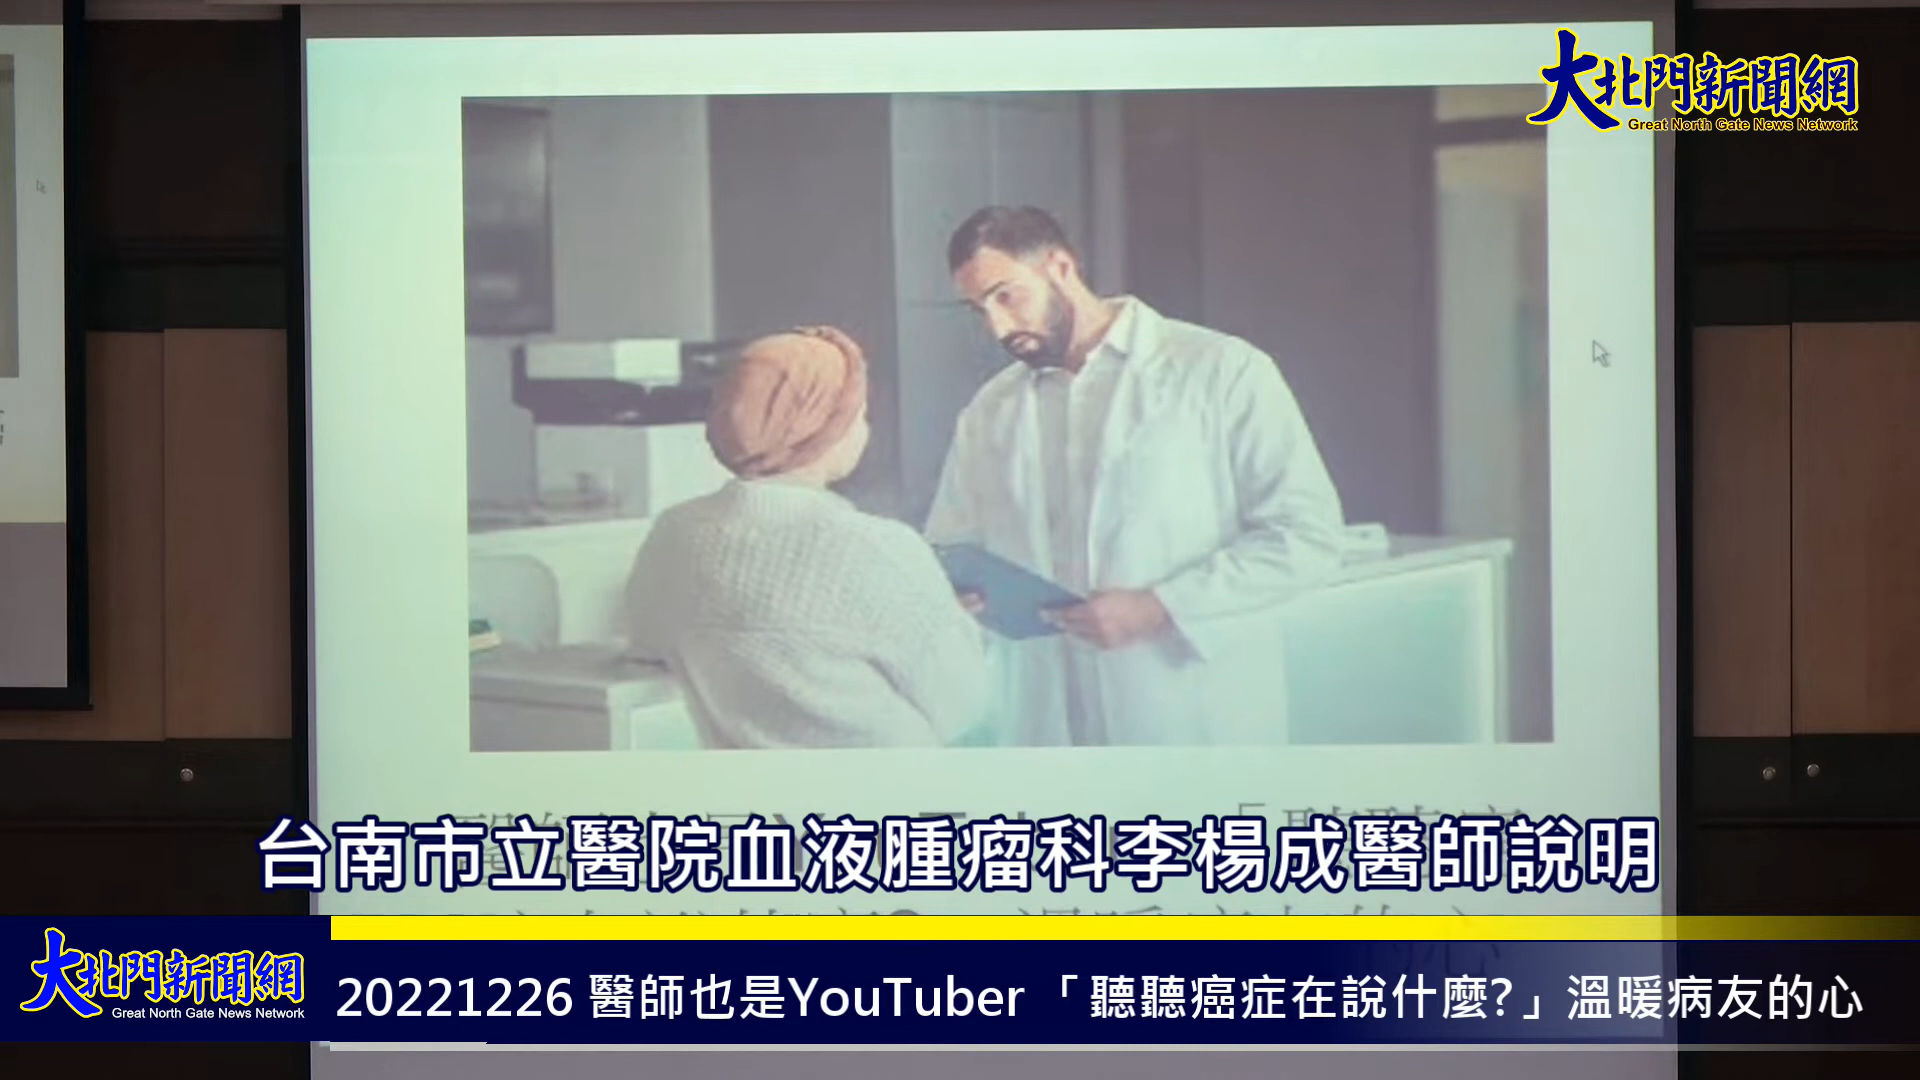 大北門新聞網
Great North Gate News Network
台南市立醫院血液腫瘤科李楊成醫師說明
大北門新聞網
Great North Gate News Network
20221226 醫師也是YouTuber 「聽聽癌症在說什麼?」溫暖病友的心